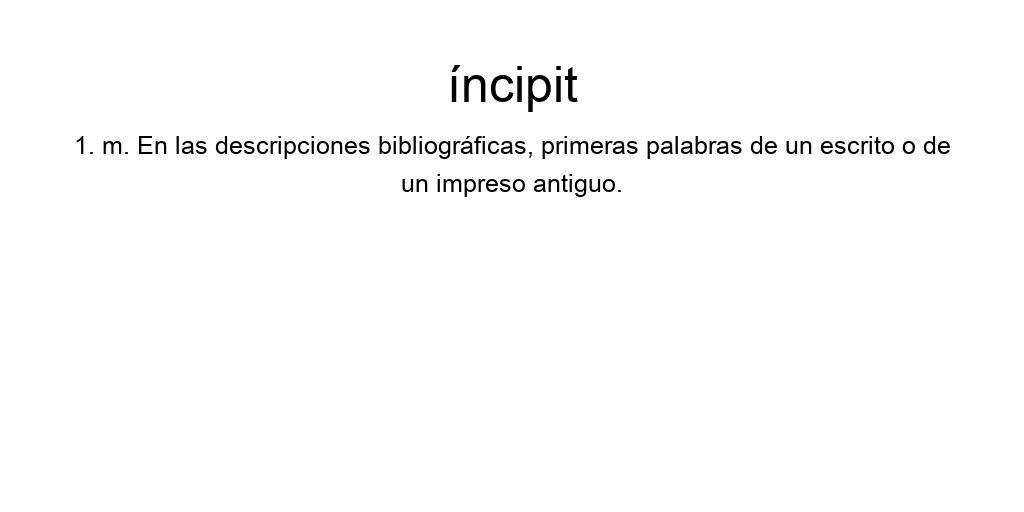 íncipit
1. m. En las descripciones bibliográficas, primeras palabras de un escrito o de
un impreso antiguo.